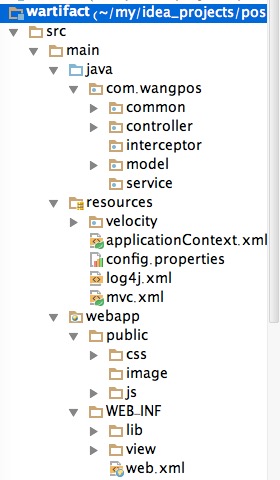 wartifact (~/my/idea_projects/pos
src
main
java
com.wangpos
common
controller
interceptor
model
service
resources
velocity
applicationContext.xml
config.properties
log4j.xml
mvc.xml
webapp
public
css
image
js
WEB_INF
lib
view
web.xml